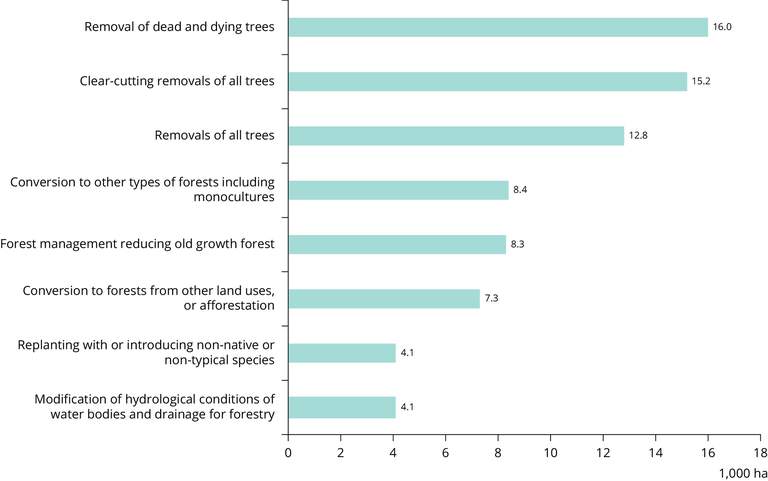 Removal of dead and dying trees
16.0
Clear-cutting removals of all trees
15.2
Removals of all trees
12.8
Conversion to other types of forests including
monocultures
8.4
Forest management reducing old growth forest
8.3
Conversion to forests from other land uses,
or afforestation
7.3
Replanting with or introducing non-native or
non-typical species
4.1
Modification of hydrological conditions of
water bodies and drainage for forestry
4.1
0 2 4 6 8 10 12 14 16 18
1,000 ha